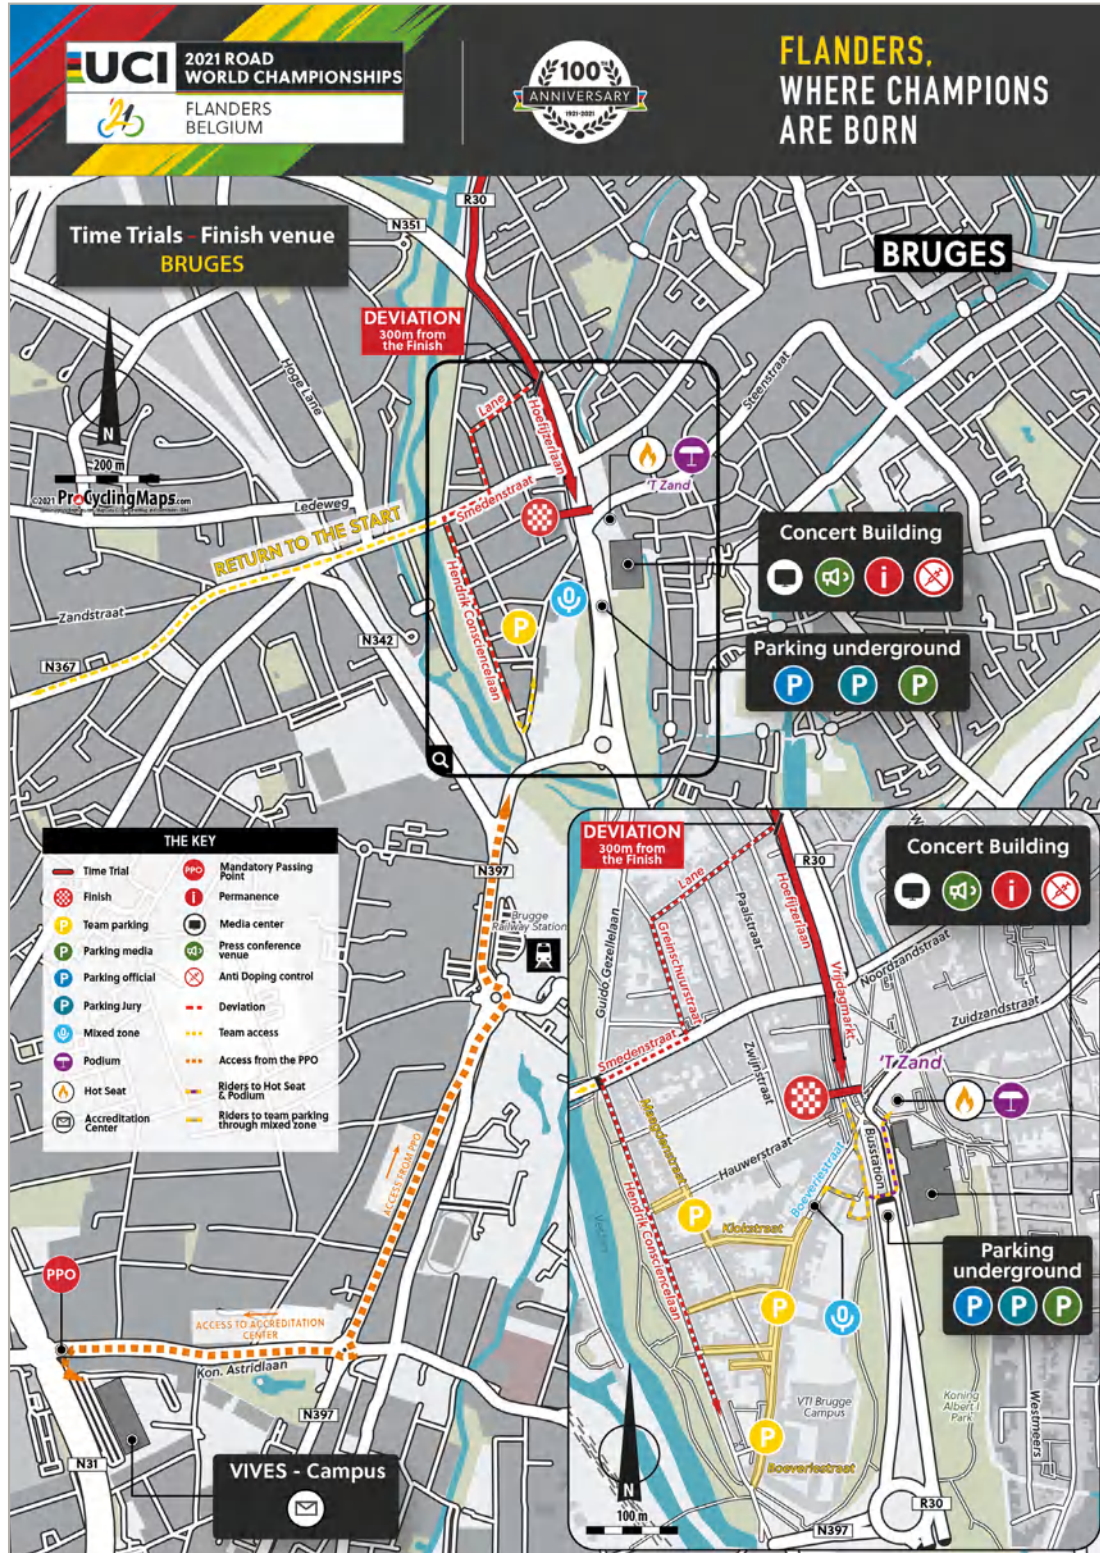 UCI
2021 ROAD
WORLD CHAMPIONSHIPS
'21
FLANDERS
BELGIUM
100TH
ANNIVERSARY
1921-2021
FLANDERS,
WHERE CHAMPIONS
ARE BORN
Time Trials - Finish venue
BRUGES
R30
N351
BRUGES
DEVIATION
300m from
the Finish
Hoge Lane
Lane
Hoefijzerlaan
Steenstraat
N
200 m
©2021 ProCyclingMaps.com
'T Zand
Ledeweg
Smedenstraat
RETURN TO THE START
Concert Building
i
Hendrik Consciencelaan
Zandstraat
P
N342
N367
Parking underground
P P P
THE KEY
Time Trial
Finish
P Team parking
P Parking media
P Parking official
P Parking Jury
Mixed zone
Podium
Hot Seat
Accreditation
Center
PPO Mandatory Passing
Point
i Permanence
Media center
Press conference
venue
Anti Doping control
Deviation
Team access
Access from the PPO
Riders to Hot Seat
& Podium
Riders to team parking
through mixed zone
N397
Brugge
Railway Station
ACCESS FROM PPO
PPO
ACCESS TO ACCREDITATION
CENTER
Kon. Astridlaan
N397
N31
VIVES - Campus
DEVIATION
300m from
the Finish
R30
Concert Building
i
Lane
Hoefijzerlaan
Paalstraat
Guido Gezellelaan
Greinschuurstraat
Vrijdagmarkt
Noordzandstraat
Zuidzandstraat
Smedenstraat
Zwijnstraat
'T Zand
Maagdenstraat
Hauwerstraat
Boeveriestraat
Busstation
P
Klokstraat
Hendrik Consciencelaan
Parking
underground
P P P
P
VTI Brugge
Campus
Koning
Albert I
Park
Westmeers
P
Boeveriestraat
N
100 m
R30
N397